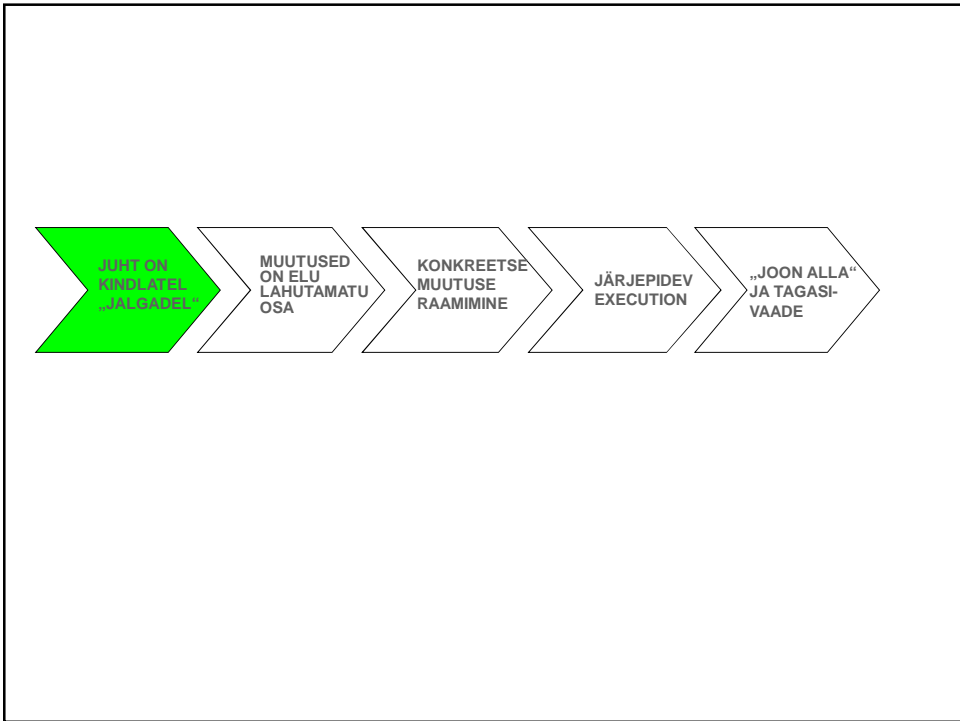 JUHT ON
KINDLATEL
„JALGADEL“
MUUTUSED
ON ELU
LAHUTAMATU
OSA
KONKREETSE
MUUTUSE
RAAMIMINE
JÄRJEPIDEV
EXECUTION
„JOON ALLA“
JA TAGASI-
VAADE